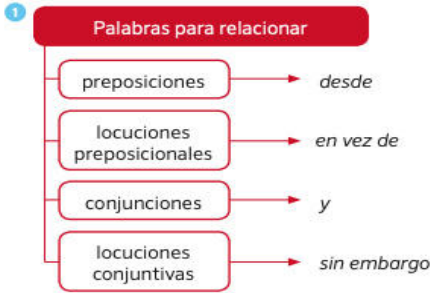 1
Palabras para relacionar
preposiciones
desde
locuciones
preposicionales
en vez de
conjunciones
y
locuciones
conjuntivas
sin embargo